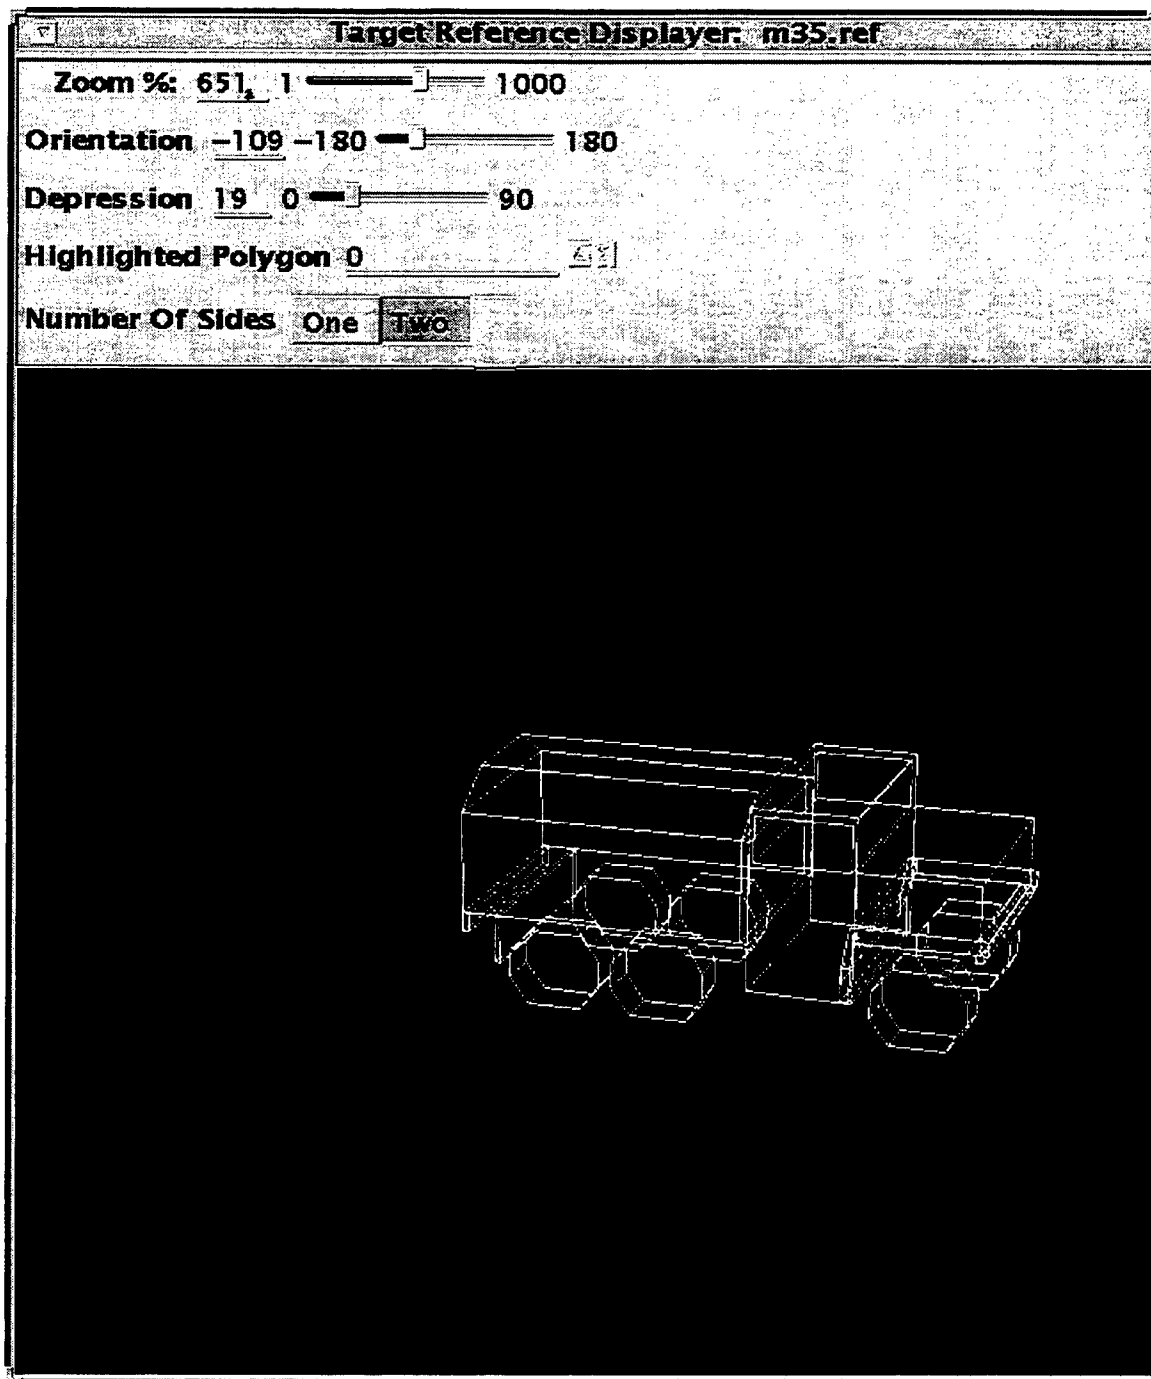 Target Reference Displayer: m35.ref
Zoom %: 651 1 1000
Orientation -109 -180 180
Depression 19 0 90
Highlighted Polygon 0
Number Of Sides One Two